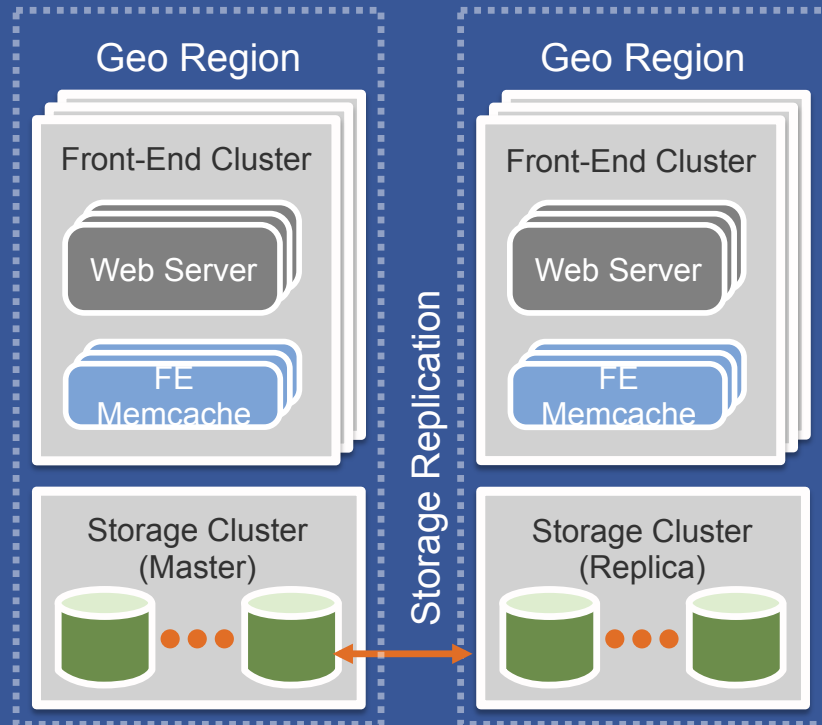 Geo Region
Front-End Cluster
Web Server
FE
Memcache
Storage Cluster
(Master)
Storage Replication
Geo Region
Front-End Cluster
Web Server
FE
Memcache
Storage Cluster
(Replica)